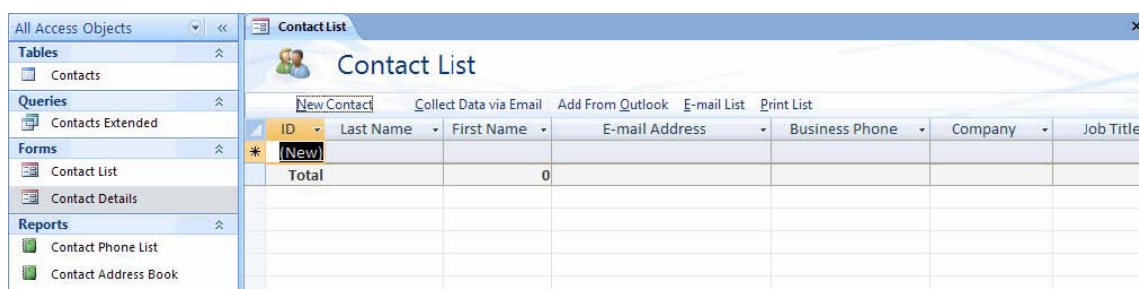 All Access Objects
Tables
Contacts
Queries
Contacts Extended
Forms
Contact List
Contact Details
Reports
Contact Phone List
Contact Address Book
Contact List
Contact List
New Contact Collect Data via Email Add From Outlook E-mail List Print List
ID Last Name First Name E-mail Address Business Phone Company Job Title
(New)
Total 0